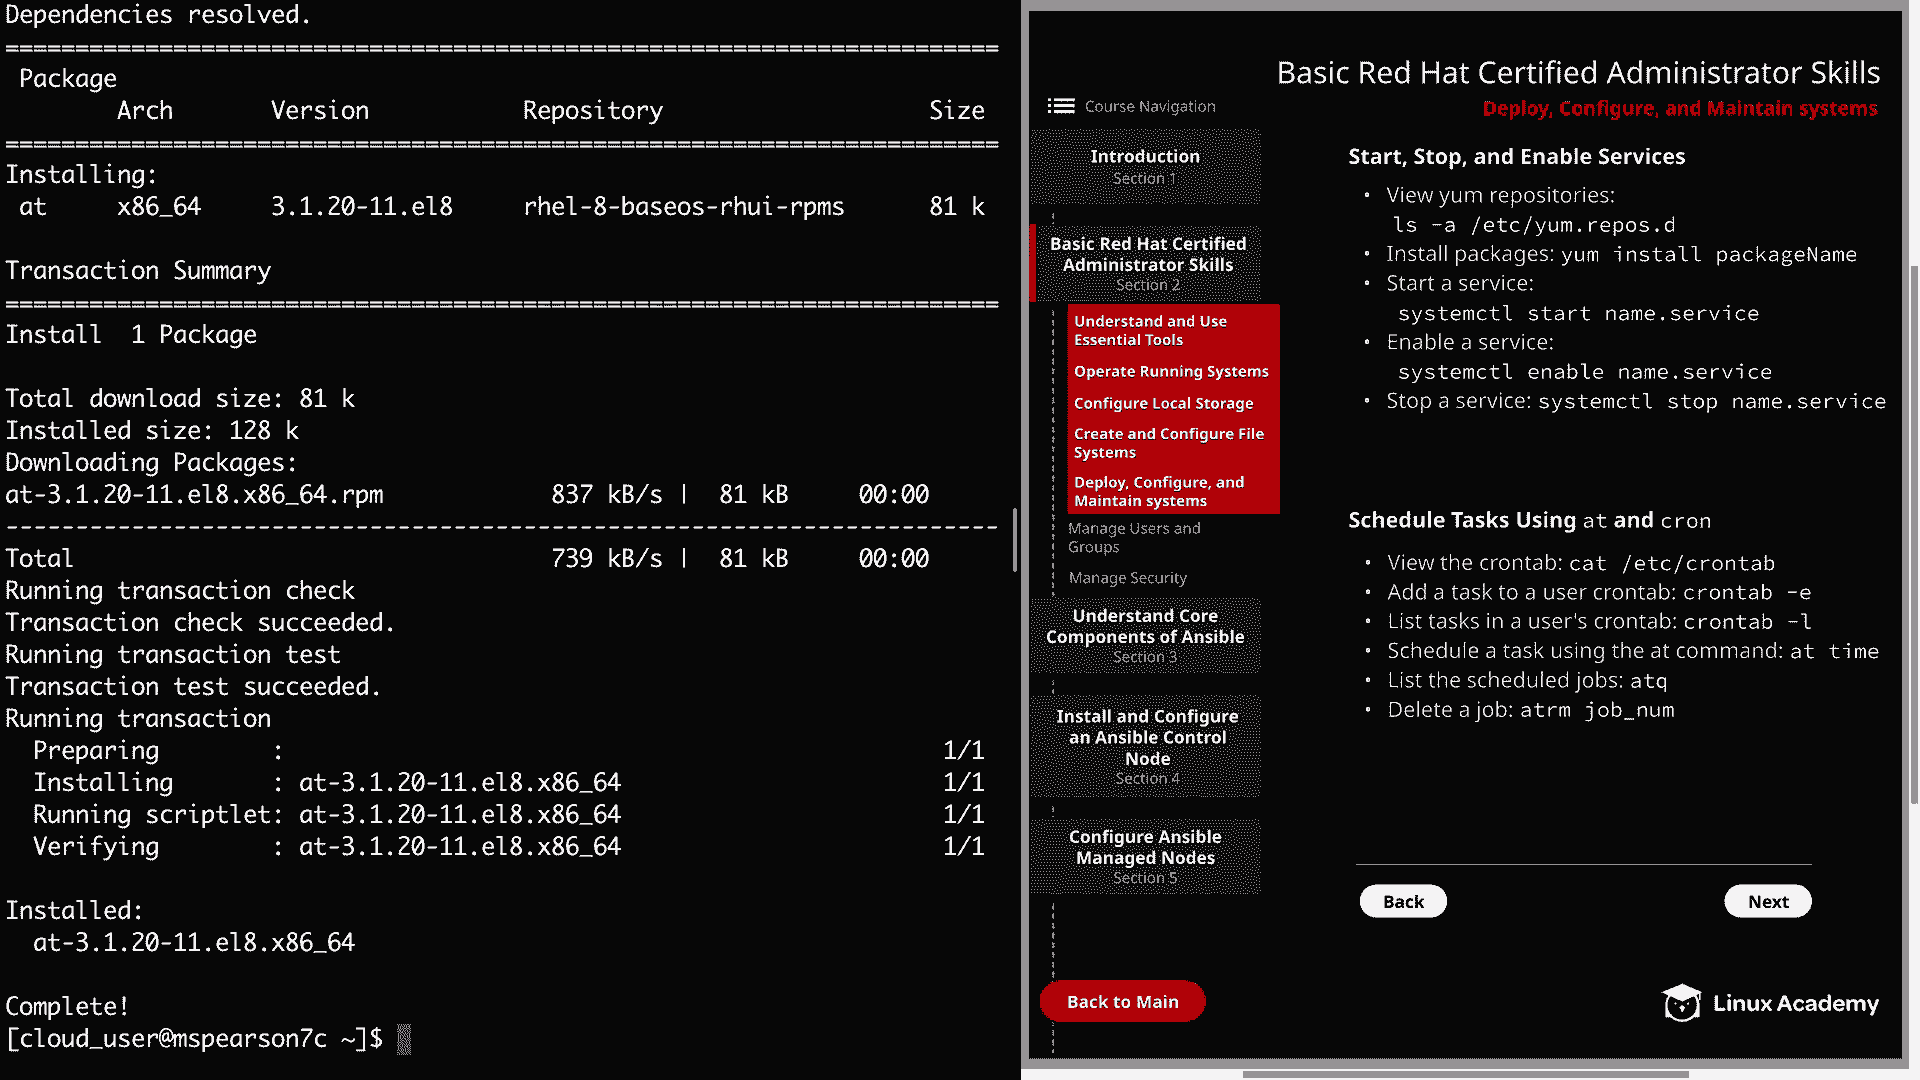 Dependencies resolved.
================================================================================
Package
Arch Version Repository Size
================================================================================
Installing:
at x86_64 3.1.20-11.el8 rhel-8-baseos-rhui-rpms 81 k
Transaction Summary
================================================================================
Install 1 Package
Total download size: 81 k
Installed size: 128 k
Downloading Packages:
at-3.1.20-11.el8.x86_64.rpm 837 kB/s | 81 kB 00:00
--------------------------------------------------------------------------------
Total 739 kB/s | 81 kB 00:00
Running transaction check
Transaction check succeeded.
Running transaction test
Transaction test succeeded.
Running transaction
Preparing : 1/1
Installing : at-3.1.20-11.el8.x86_64 1/1
Running scriptlet: at-3.1.20-11.el8.x86_64 1/1
Verifying : at-3.1.20-11.el8.x86_64 1/1
Installed:
at-3.1.20-11.el8.x86_64
Complete!
[cloud_user@mspearson7c ~]$
Basic Red Hat Certified Administrator Skills
Deploy, Configure, and Maintain systems
Course Navigation
Introduction
Section 1
Basic Red Hat Certified
Administrator Skills
Section 2
Understand and Use
Essential Tools
Operate Running Systems
Configure Local Storage
Create and Configure File
Systems
Deploy, Configure, and
Maintain systems
Manage Users and
Groups
Manage Security
Understand Core
Components of Ansible
Section 3
Install and Configure
an Ansible Control
Node
Section 4
Configure Ansible
Managed Nodes
Section 5
Back to Main
Start, Stop, and Enable Services
• View yum repositories:
ls -a /etc/yum.repos.d
• Install packages: yum install packageName
• Start a service:
systemctl start name.service
• Enable a service:
systemctl enable name.service
• Stop a service: systemctl stop name.service
Schedule Tasks Using at and cron
• View the crontab: cat /etc/crontab
• Add a task to a user crontab: crontab -e
• List tasks in a user's crontab: crontab -l
• Schedule a task using the at command: at time
• List the scheduled jobs: atq
• Delete a job: atrm job_num
Back
Next
Linux Academy